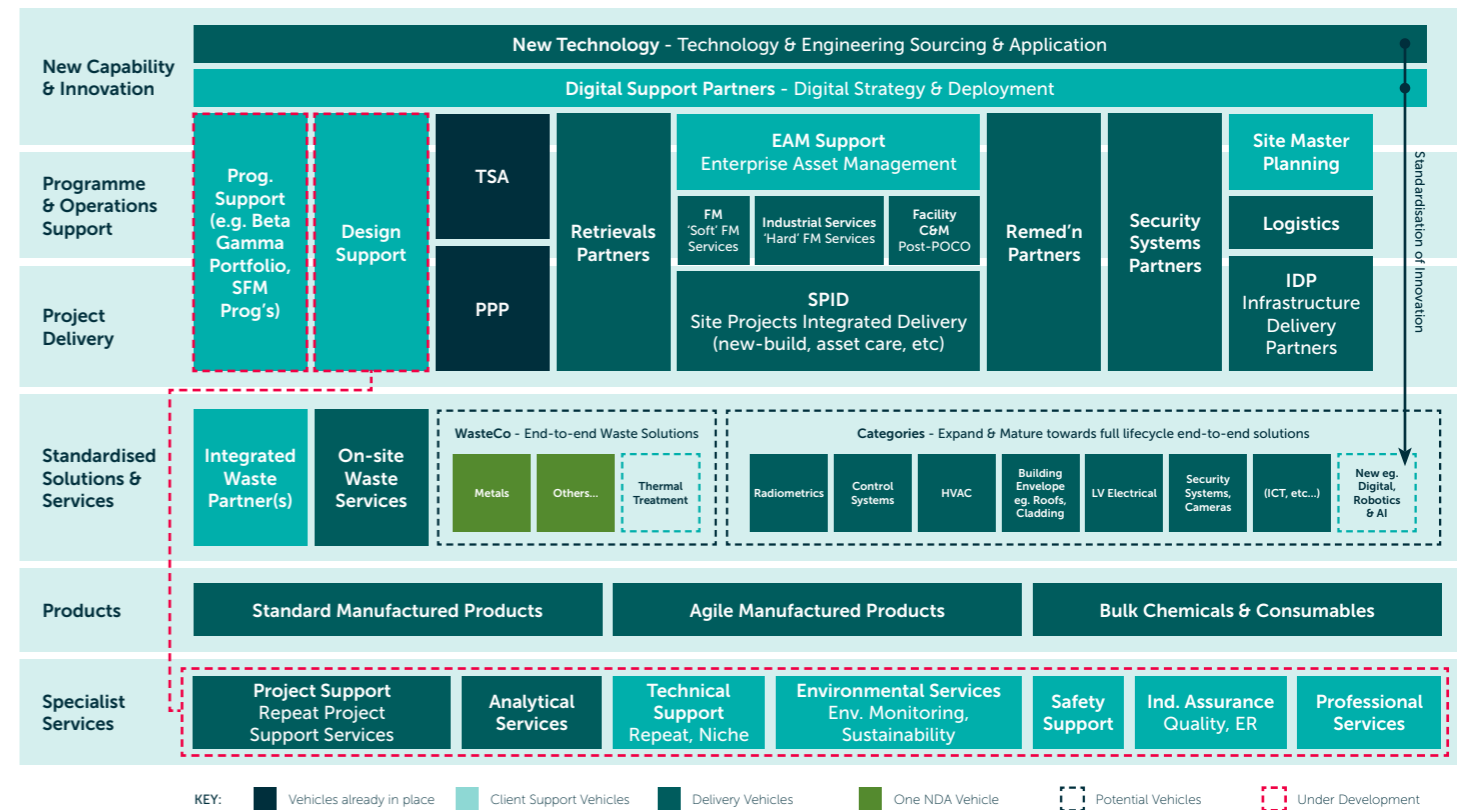 New Capability
& Innovation
New Technology - Technology & Engineering Sourcing & Application
Digital Support Partners - Digital Strategy & Deployment
Programme
& Operations
Support
Project
Delivery
Prog.
Support
(e.g. Beta
Gamma
Portfolio,
SFM
Prog's)
Design
Support
TSA
PPP
Retrievals
Partners
EAM Support
Enterprise Asset Management
FM
'Soft' FM
Services
Industrial Services
'Hard' FM Services
Facility
C&M
Post-POCO
SPID
Site Projects Integrated Delivery
(new-build, asset care, etc)
Remed'n
Partners
Security
Systems
Partners
Site Master
Planning
Logistics
IDP
Infrastructure
Delivery
Partners
Standardisation of Innovation
Standardised
Solutions &
Services
Integrated
Waste
Partner(s)
On-site
Waste
Services
WasteCo - End-to-end Waste Solutions
Metals
Others...
Thermal
Treatment
Categories - Expand & Mature towards full lifecycle end-to-end solutions
Radiometrics
Control
Systems
HVAC
Building
Envelope
eg. Roofs,
Cladding
LV Electrical
Security
Systems,
Cameras
(ICT, etc...)
New eg.
Digital,
Robotics
& AI
Products
Standard Manufactured Products
Agile Manufactured Products
Bulk Chemicals & Consumables
Specialist
Services
Project Support
Repeat Project
Support Services
Analytical
Services
Technical
Support
Repeat, Niche
Environmental Services
Env. Monitoring,
Sustainability
Safety
Support
Ind. Assurance
Quality, ER
Professional
Services
KEY:
Vehicles already in place
Client Support Vehicles
Delivery Vehicles
One NDA Vehicle
Potential Vehicles
Under Development